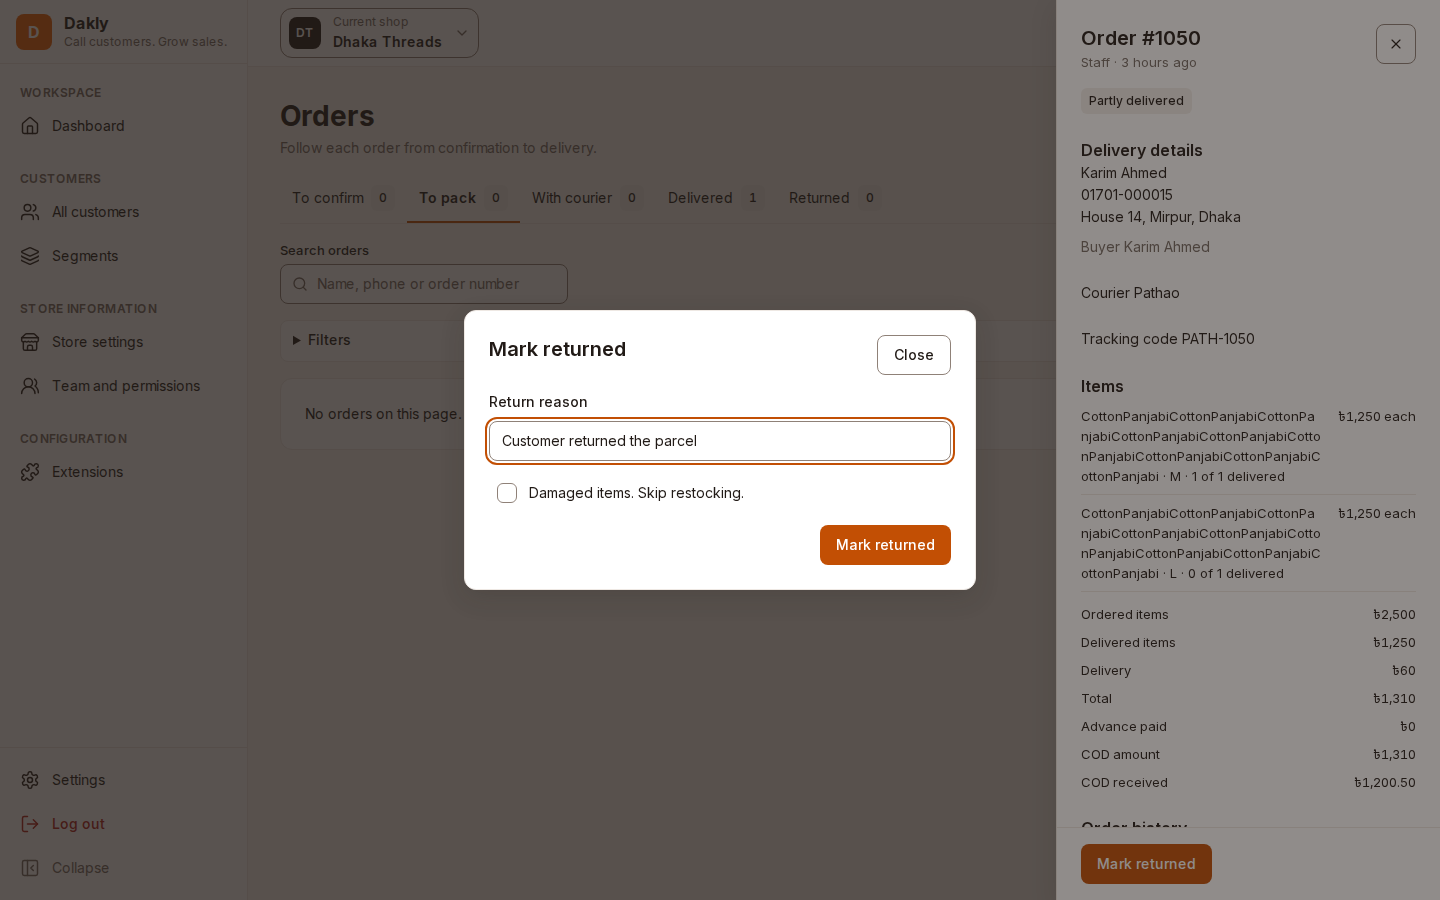 D
Dakly
Call customers. Grow sales.
WORKSPACE
Dashboard
CUSTOMERS
All customers
Segments
STORE INFORMATION
Store settings
Team and permissions
CONFIGURATION
Extensions
Settings
Log out
Collapse
DT
Current shop
Dhaka Threads
Orders
Follow each order from confirmation to delivery.
To confirm 0 To pack 0 With courier 0 Delivered 1 Returned 0
Search orders
Name, phone or order number
Filters
No orders on this page.
Mark returned
Close
Return reason
Customer returned the parcel
Damaged items. Skip restocking.
Mark returned
Order #1050
Staff · 3 hours ago
Partly delivered
Delivery details
Karim Ahmed
01701-000015
House 14, Mirpur, Dhaka
Buyer Karim Ahmed
Courier Pathao
Tracking code PATH-1050
Items
CottonPanjabiCottonPanjabiCottonPa ৳1,250 each
njabiCottonPanjabiCottonPanjabiCotto
nPanjabiCottonPanjabiCottonPanjabiC
ottonPanjabi · M · 1 of 1 delivered
CottonPanjabiCottonPanjabiCottonPa ৳1,250 each
njabiCottonPanjabiCottonPanjabiCotto
nPanjabiCottonPanjabiCottonPanjabiC
ottonPanjabi · L · 0 of 1 delivered
Ordered items ৳2,500
Delivered items ৳1,250
Delivery ৳60
Total ৳1,310
Advance paid ৳0
COD amount ৳1,310
COD received ৳1,200.50
Order history
Mark returned